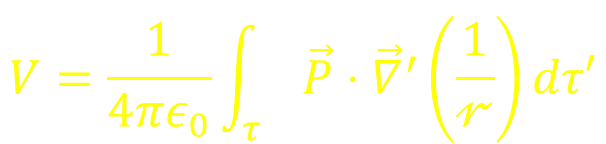 V = \frac{1}{4\pi\epsilon_0} \int_{\tau} \vec{P} \cdot \vec{\nabla}' \left( \frac{1}{𝓇} \right) d\tau'